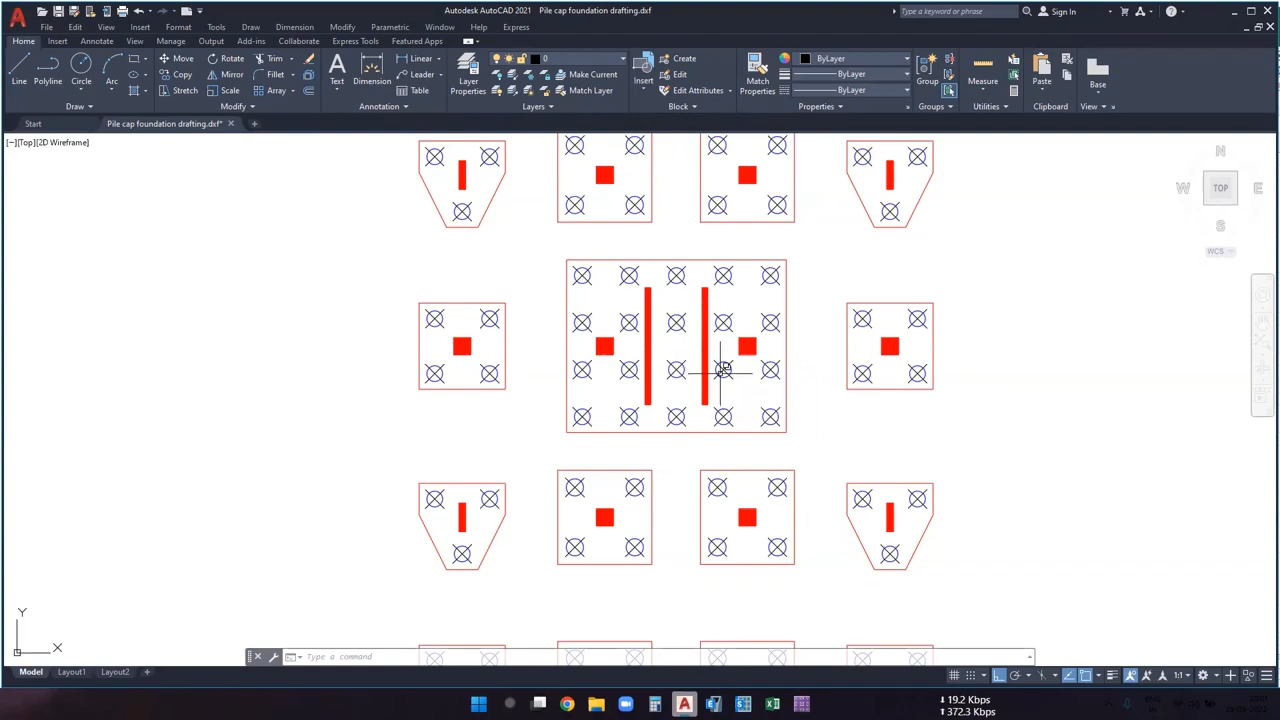 Autodesk AutoCAD 2021 Pile cap foundation drafting.dxf
Type a keyword or phrase
Sign In
File Edit View Insert Format Tools Draw Dimension Modify Parametric Window Help Express
Home Insert Annotate View Manage Output Add-ins Collaborate Express Tools Featured Apps
Line Polyline Circle Arc
Move Rotate Trim
Copy Mirror Fillet
Stretch Scale Array
Text Dimension
Linear
Leader
Table
Layer Properties
0
Make Current
Match Layer
Insert
Create
Edit
Edit Attributes
Match Properties
ByLayer
ByLayer
ByLayer
Group
Measure
Paste
Base
Draw Modify Annotation Layers Block Properties Groups Utilities Clipboard View
Start Pile cap foundation drafting.dxf*
[−][Top][2D Wireframe]
N
W TOP E
S
WCS
Y
X
Type a command
Model Layout1 Layout2
1:1
19.2 Kbps
372.3 Kbps